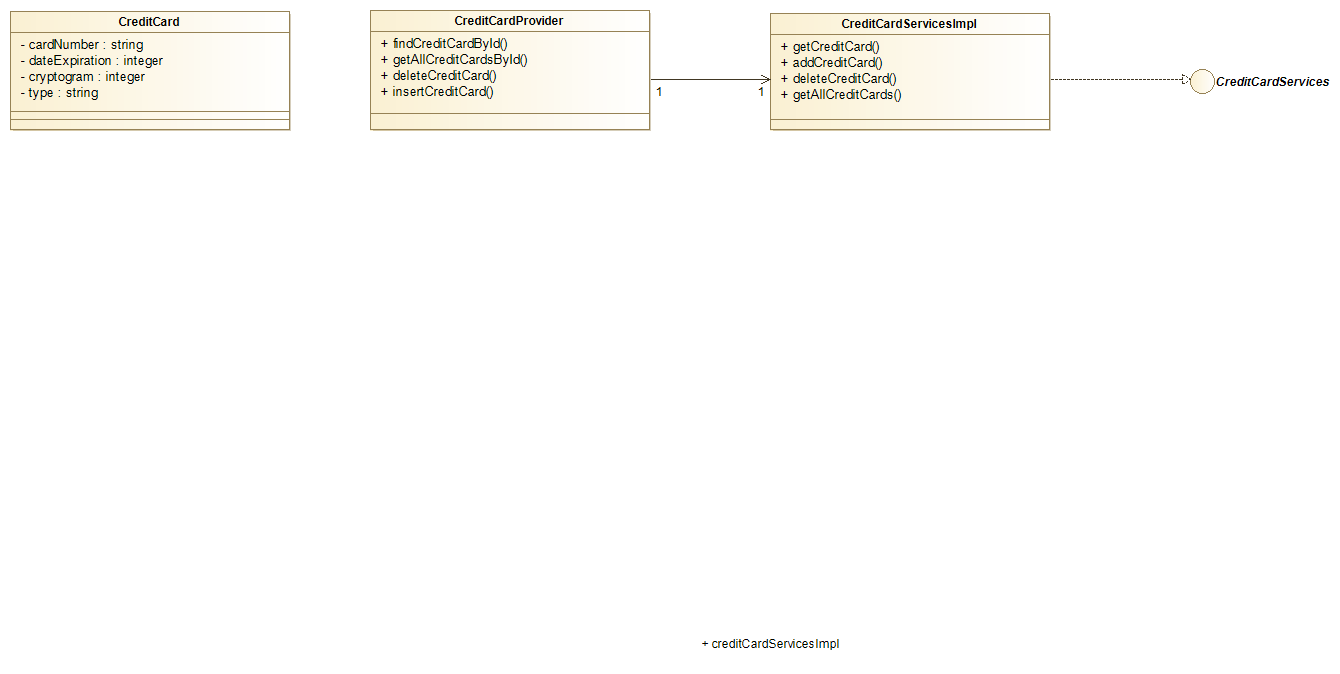 CreditCard
- cardNumber : string
- dateExpiration : integer
- cryptogram : integer
- type : string
CreditCardProvider
+ findCreditCardById()
+ getAllCreditCardsById()
+ deleteCreditCard()
+ insertCreditCard()
1
1
CreditCardServicesImpl
+ getCreditCard()
+ addCreditCard()
+ deleteCreditCard()
+ getAllCreditCards()
CreditCardServices
+ creditCardServicesImpl